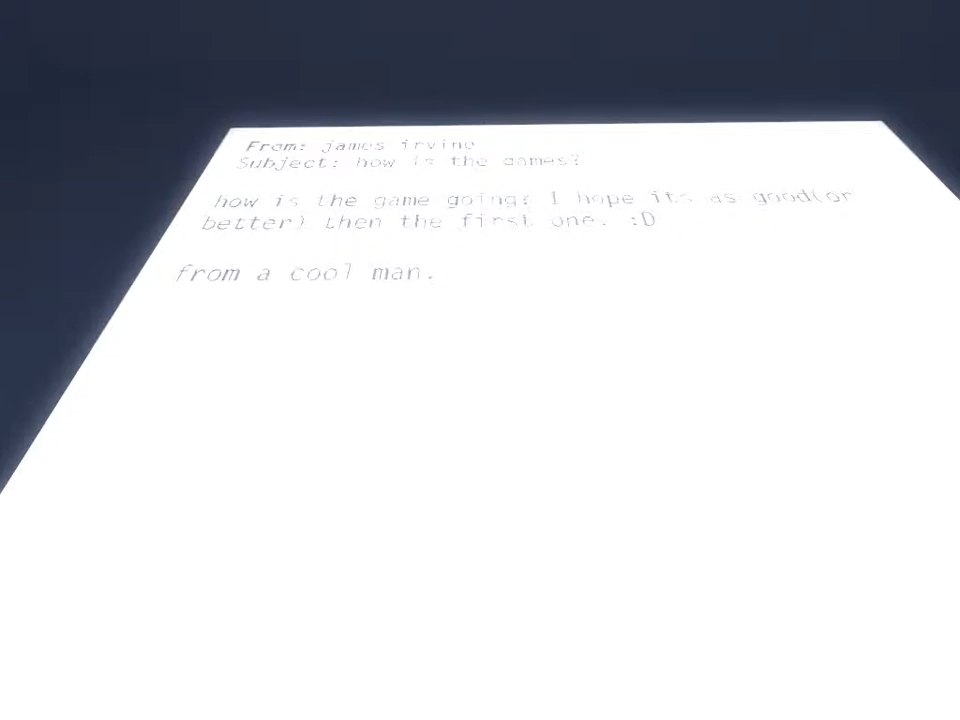 From: james irvine
Subject: how is the games?
how is the game going? I hope its as good(or
better) then the first one. :D
from a cool man.